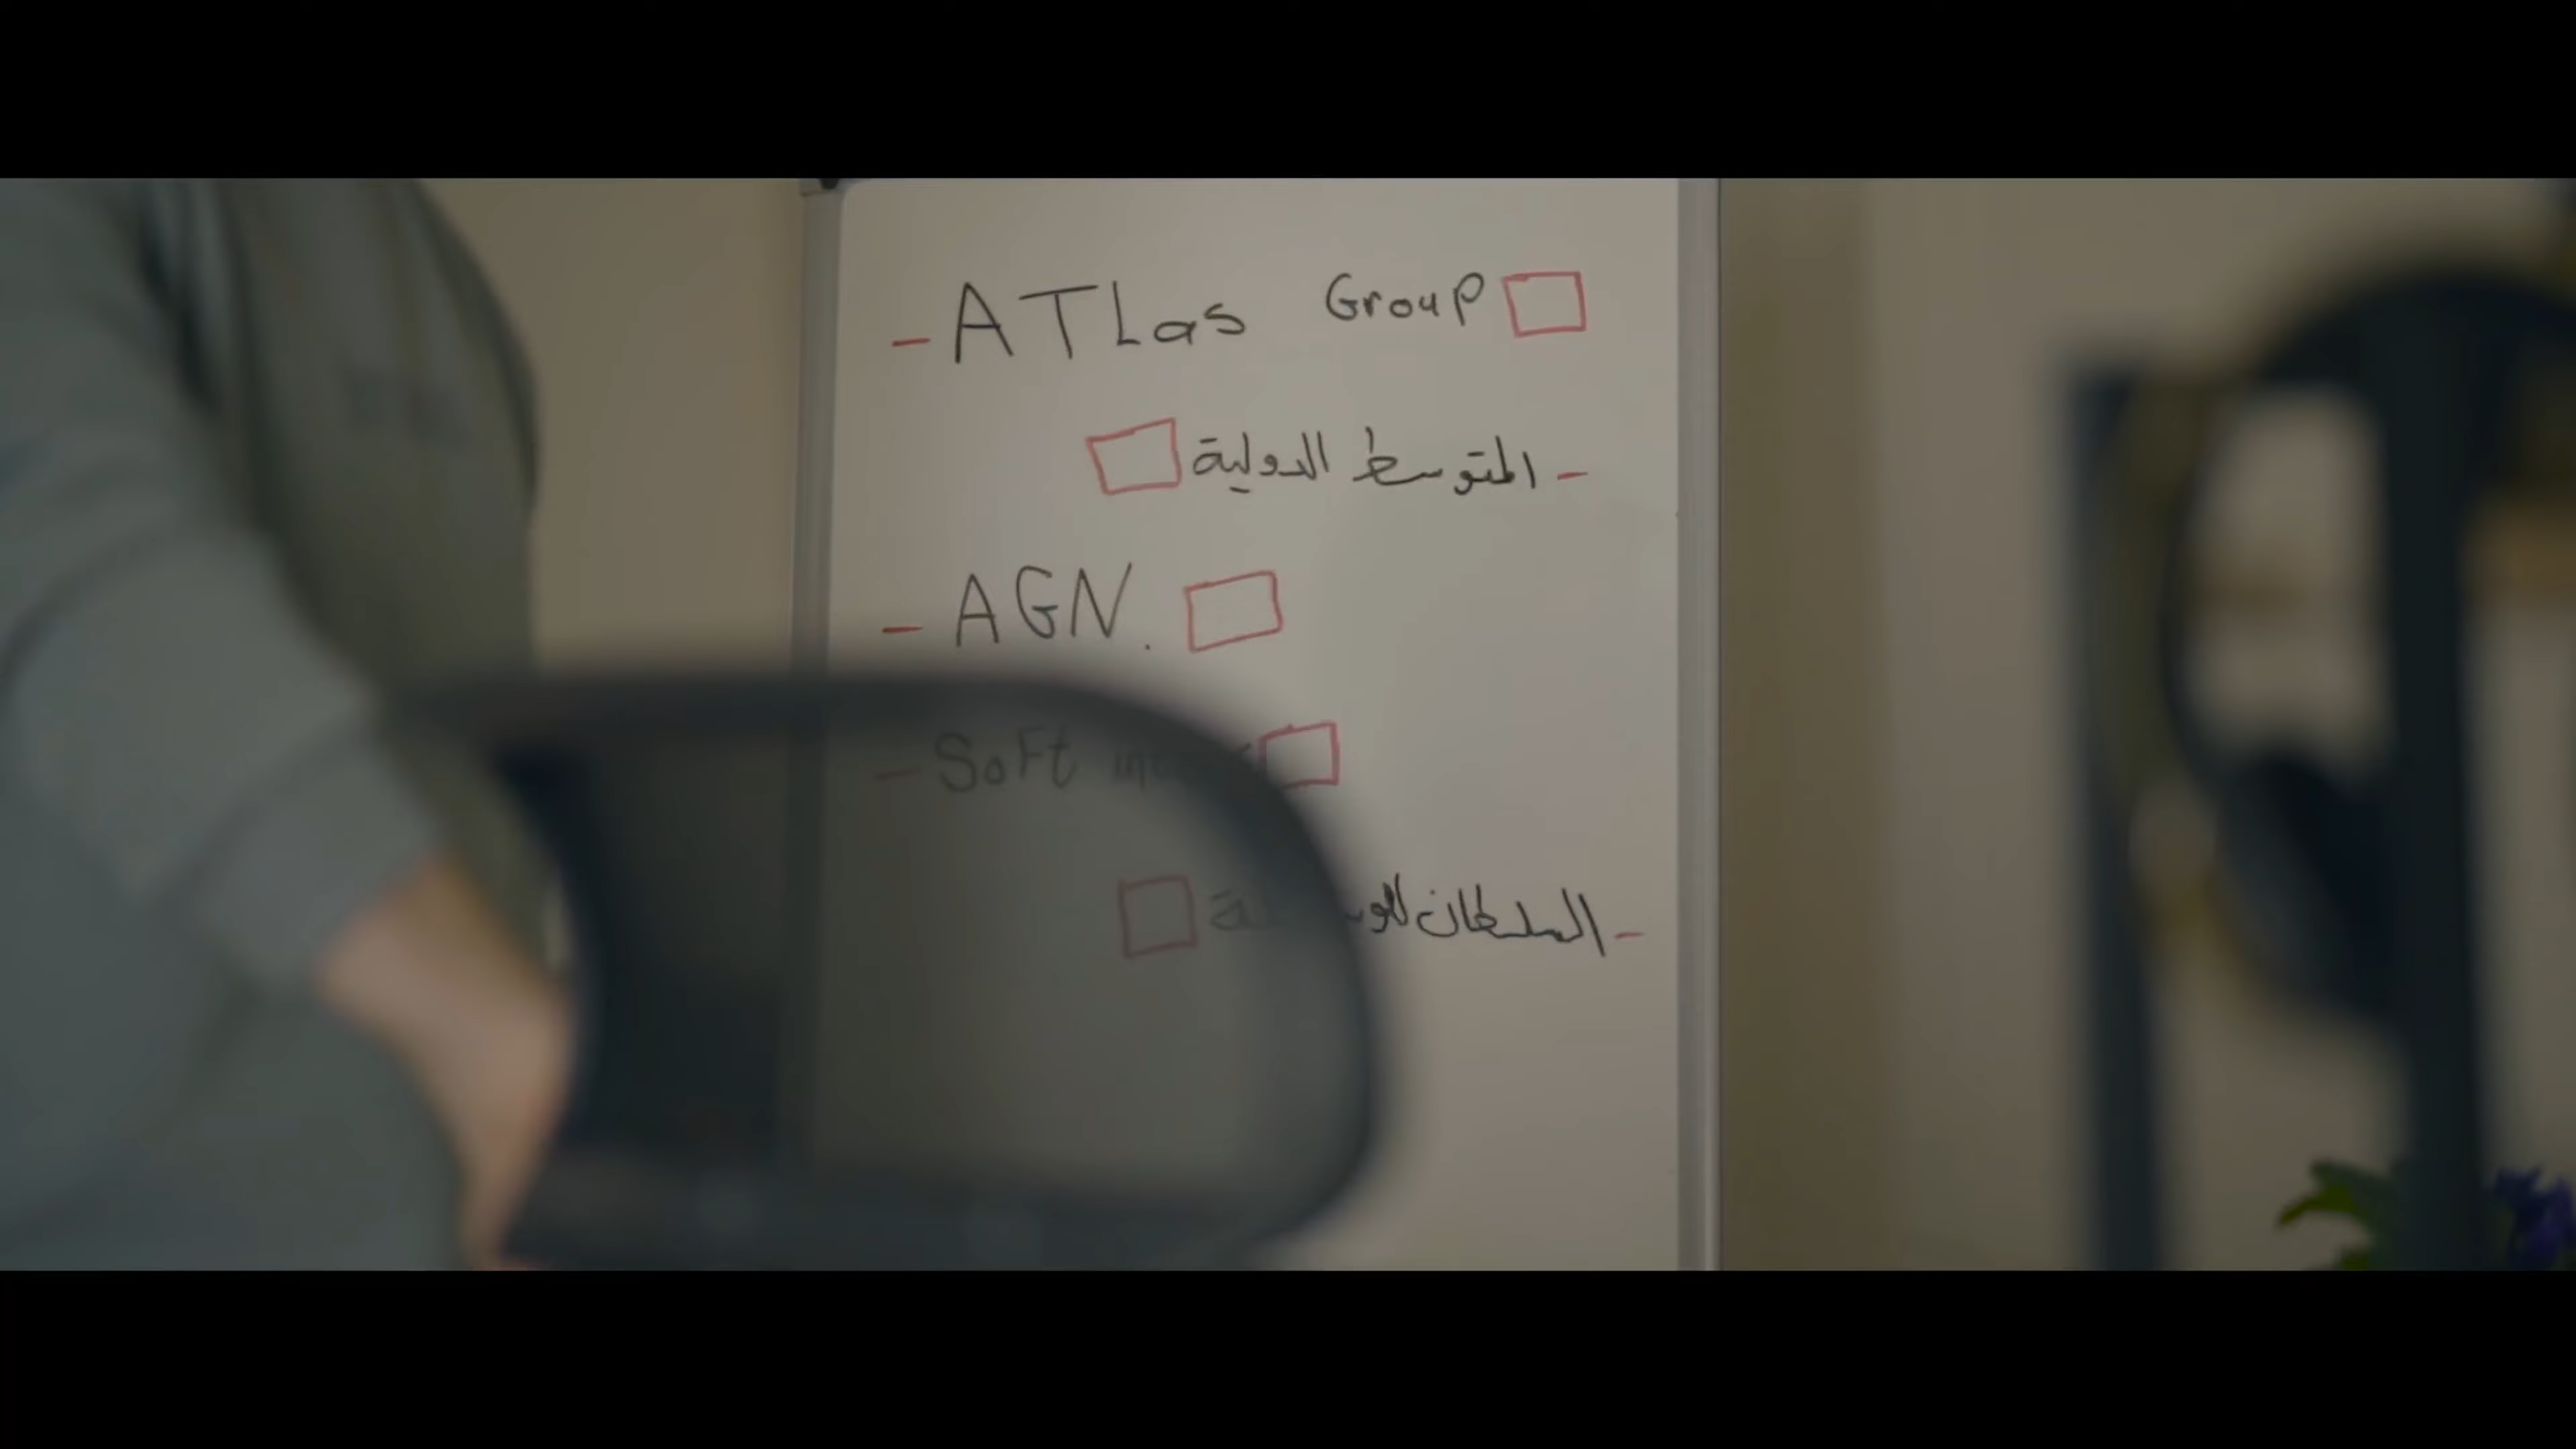 - ATLas Group
- المتوسط الدولية
- AGN.
- Soft
- السلطان